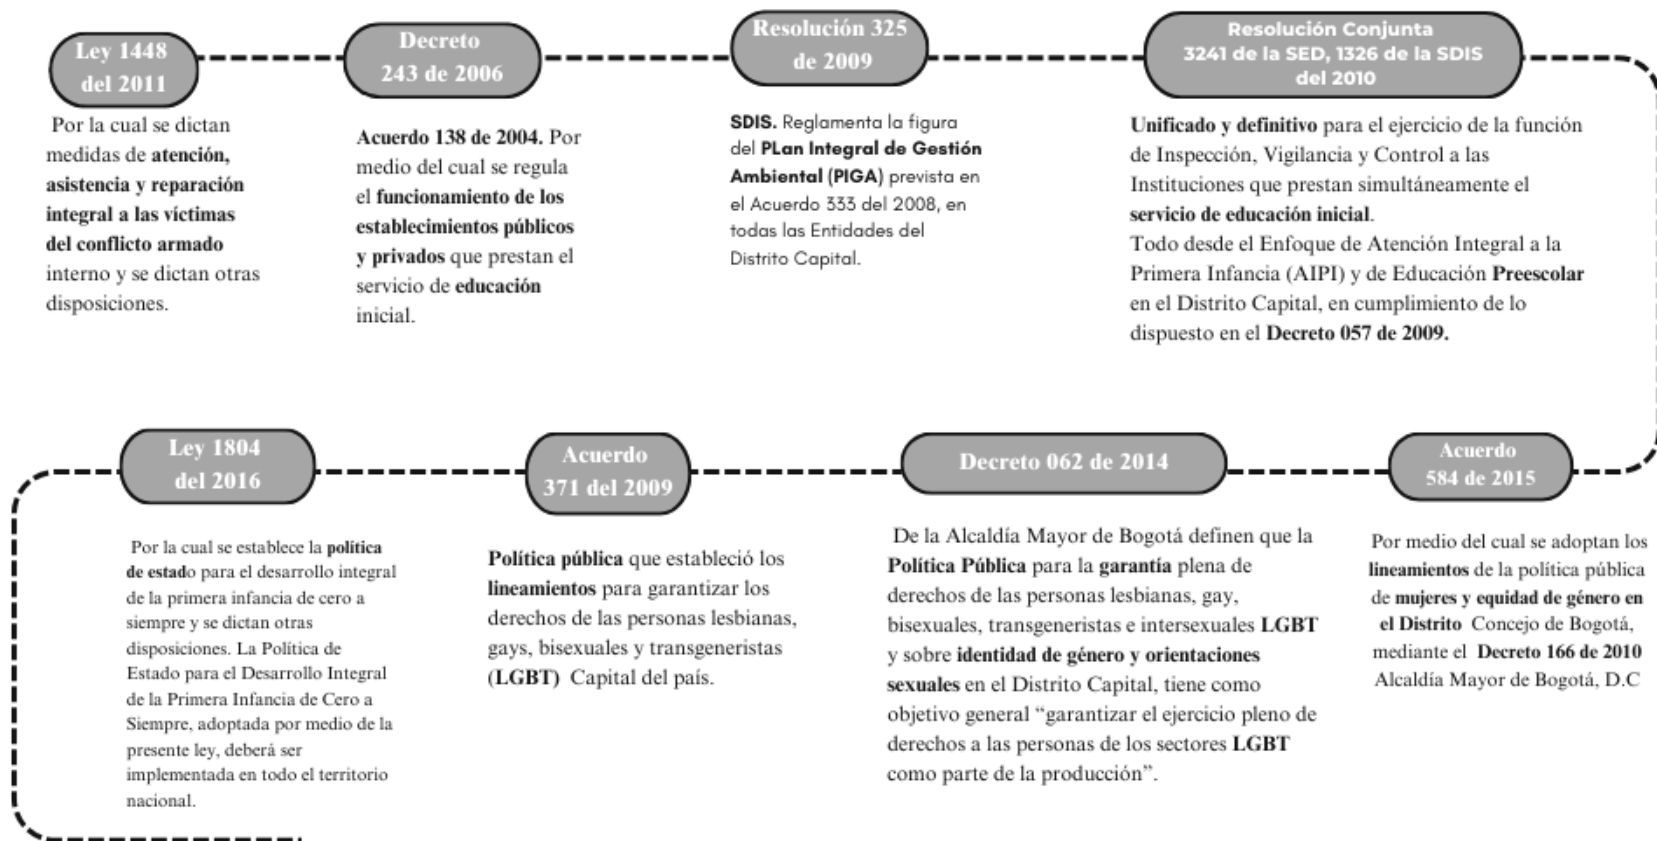 Ley 1448
del 2011
Por la cual se dictan
medidas de atención,
asistencia y reparación
integral a las víctimas
del conflicto armado
interno y se dictan otras
disposiciones.
Decreto
243 de 2006
Acuerdo 138 de 2004. Por
medio del cual se regula
el funcionamiento de los
establecimientos públicos
y privados que prestan el
servicio de educación
inicial.
Resolución 325
de 2009
SDIS. Reglamenta la figura
del PLan Integral de Gestión
Ambiental (PIGA) prevista en
el Acuerdo 333 del 2008, en
todas las Entidades del
Distrito Capital.
Resolución Conjunta
3241 de la SED, 1326 de la SDIS
del 2010
Unificado y definitivo para el ejercicio de la función
de Inspección, Vigilancia y Control a las
Instituciones que prestan simultáneamente el
servicio de educación inicial.
Todo desde el Enfoque de Atención Integral a la
Primera Infancia (AIPI) y de Educación Preescolar
en el Distrito Capital, en cumplimiento de lo
dispuesto en el Decreto 057 de 2009.
Ley 1804
del 2016
Por la cual se establece la política
de estado para el desarrollo integral
de la primera infancia de cero a
siempre y se dictan otras
disposiciones. La Política de
Estado para el Desarrollo Integral
de la Primera Infancia de Cero a
Siempre, adoptada por medio de la
presente ley, deberá ser
implementada en todo el territorio
nacional.
Acuerdo
371 del 2009
Política pública que estableció los
lineamientos para garantizar los
derechos de las personas lesbianas,
gays, bisexuales y transgeneristas
(LGBT) Capital del país.
Decreto 062 de 2014
De la Alcaldía Mayor de Bogotá definen que la
Política Pública para la garantía plena de
derechos de las personas lesbianas, gay,
bisexuales, transgeneristas e intersexuales LGBT
y sobre identidad de género y orientaciones
sexuales en el Distrito Capital, tiene como
objetivo general “garantizar el ejercicio pleno de
derechos a las personas de los sectores LGBT
como parte de la producción”.
Acuerdo
584 de 2015
Por medio del cual se adoptan los
lineamientos de la política pública
de mujeres y equidad de género en
el Distrito Concejo de Bogotá,
mediante el Decreto 166 de 2010
Alcaldía Mayor de Bogotá, D.C